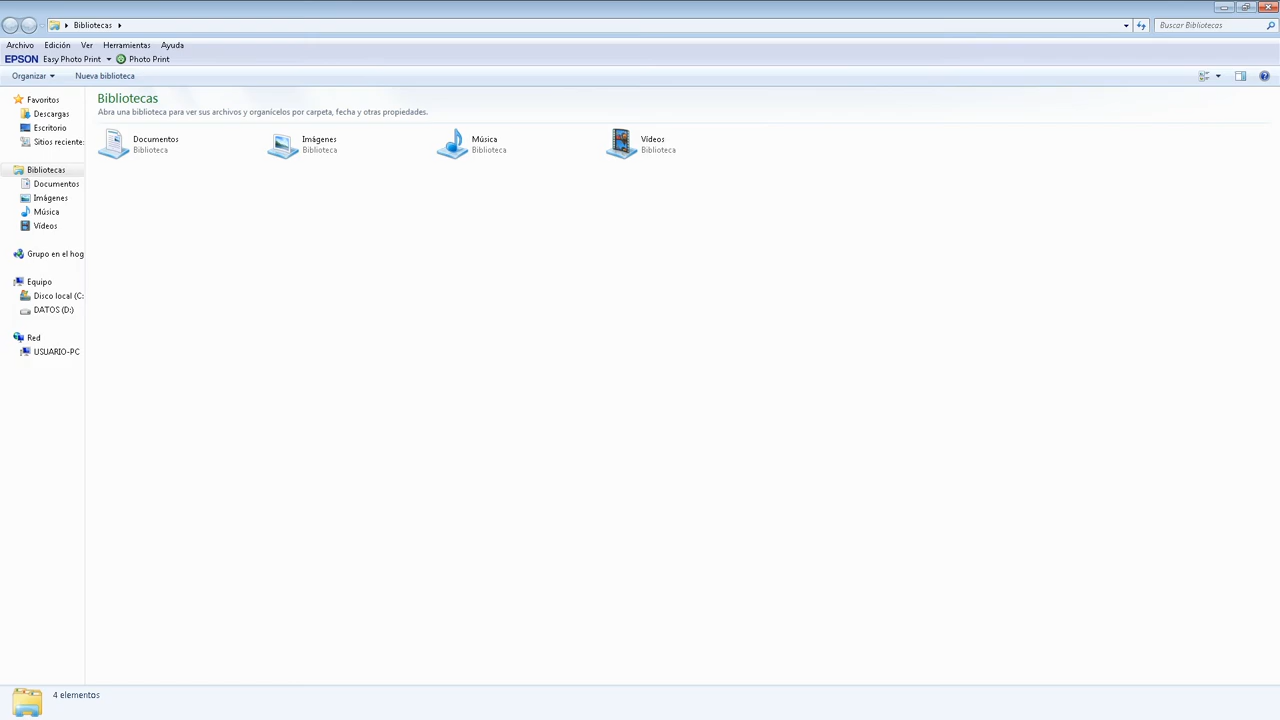 Bibliotecas
Buscar Bibliotecas
Archivo Edición Ver Herramientas Ayuda
EPSON Easy Photo Print Photo Print
Organizar Nueva biblioteca
Favoritos
Descargas
Escritorio
Sitios reciente
Bibliotecas
Documentos
Imágenes
Música
Vídeos
Grupo en el hog
Equipo
Disco local (C:
DATOS (D:)
Red
USUARIO-PC
Bibliotecas
Abra una biblioteca para ver sus archivos y organícelos por carpeta, fecha y otras propiedades.
Documentos
Biblioteca
Imágenes
Biblioteca
Música
Biblioteca
Vídeos
Biblioteca
4 elementos